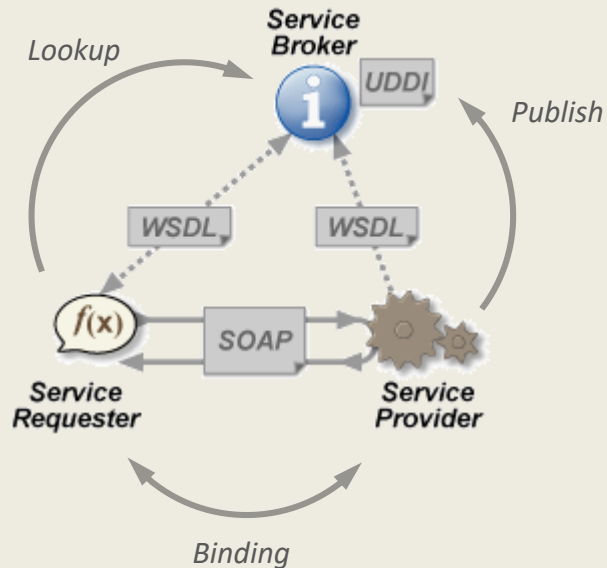 Service
Broker
Lookup
UDDI
i
Publish
WSDL
WSDL
f(x)
SOAP
Service
Requester
Service
Provider
Binding